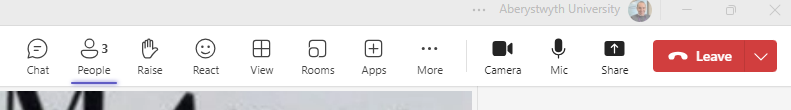 Aberystwyth University
3
Chat People Raise React View Rooms Apps More Camera Mic Share Leave